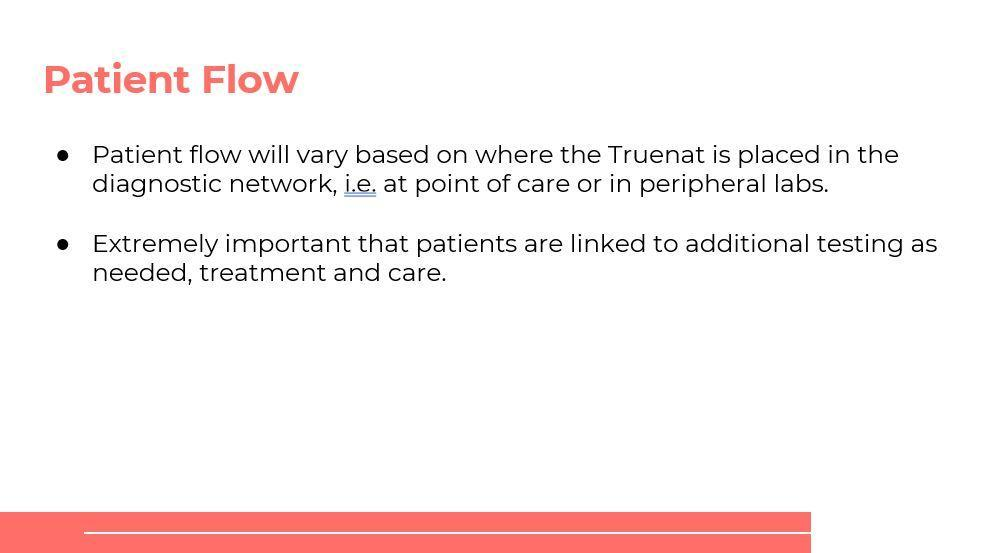 Patient Flow
● Patient flow will vary based on where the Truenat is placed in the
diagnostic network, i.e. at point of care or in peripheral labs.
● Extremely important that patients are linked to additional testing as
needed, treatment and care.